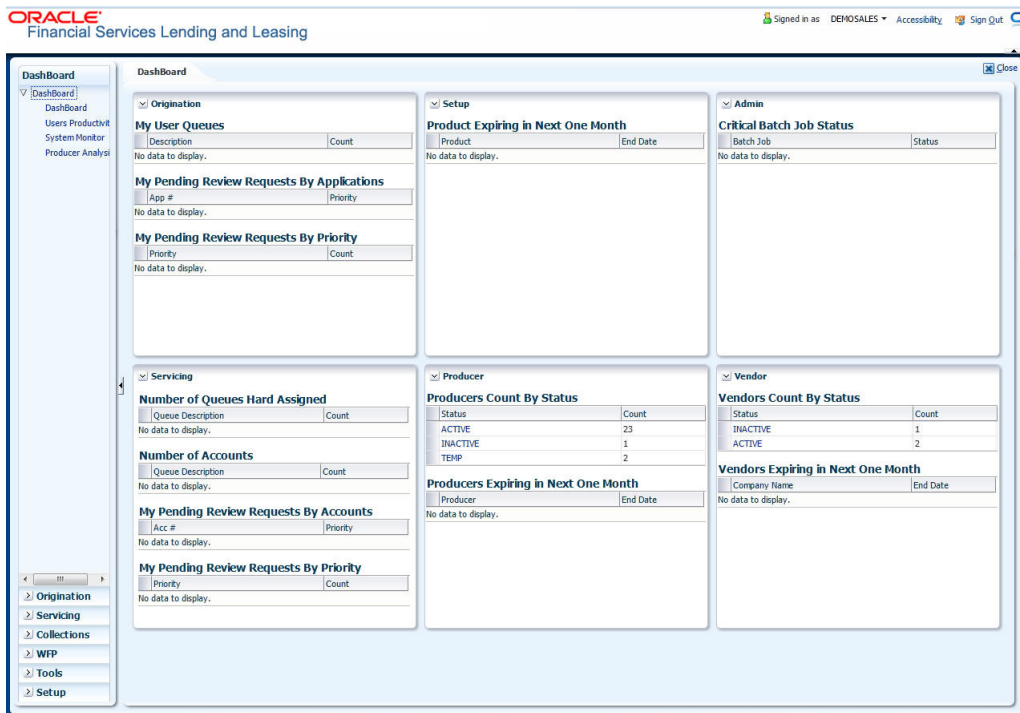 ORACLE
Financial Services Lending and Leasing
Signed in as DEMOSALES Accessibility Sign Out
Close
DashBoard
DashBoard
DashBoard
Users Productivit
System Monitor
Producer Analysi
Origination
Servicing
Collections
WFP
Tools
Setup
DashBoard
Origination
My User Queues
Description Count
No data to display.
My Pending Review Requests By Applications
App # Priority
No data to display.
My Pending Review Requests By Priority
Priority Count
No data to display.
Setup
Product Expiring in Next One Month
Product End Date
No data to display.
Admin
Critical Batch Job Status
Batch Job Status
No data to display.
Servicing
Number of Queues Hard Assigned
Queue Description Count
No data to display.
Number of Accounts
Queue Description Count
No data to display.
My Pending Review Requests By Accounts
Acc # Priority
No data to display.
My Pending Review Requests By Priority
Priority Count
No data to display.
Producer
Producers Count By Status
Status Count
ACTIVE 23
INACTIVE 1
TEMP 2
Producers Expiring in Next One Month
Producer End Date
No data to display.
Vendor
Vendors Count By Status
Status Count
INACTIVE 1
ACTIVE 2
Vendors Expiring in Next One Month
Company Name End Date
No data to display.